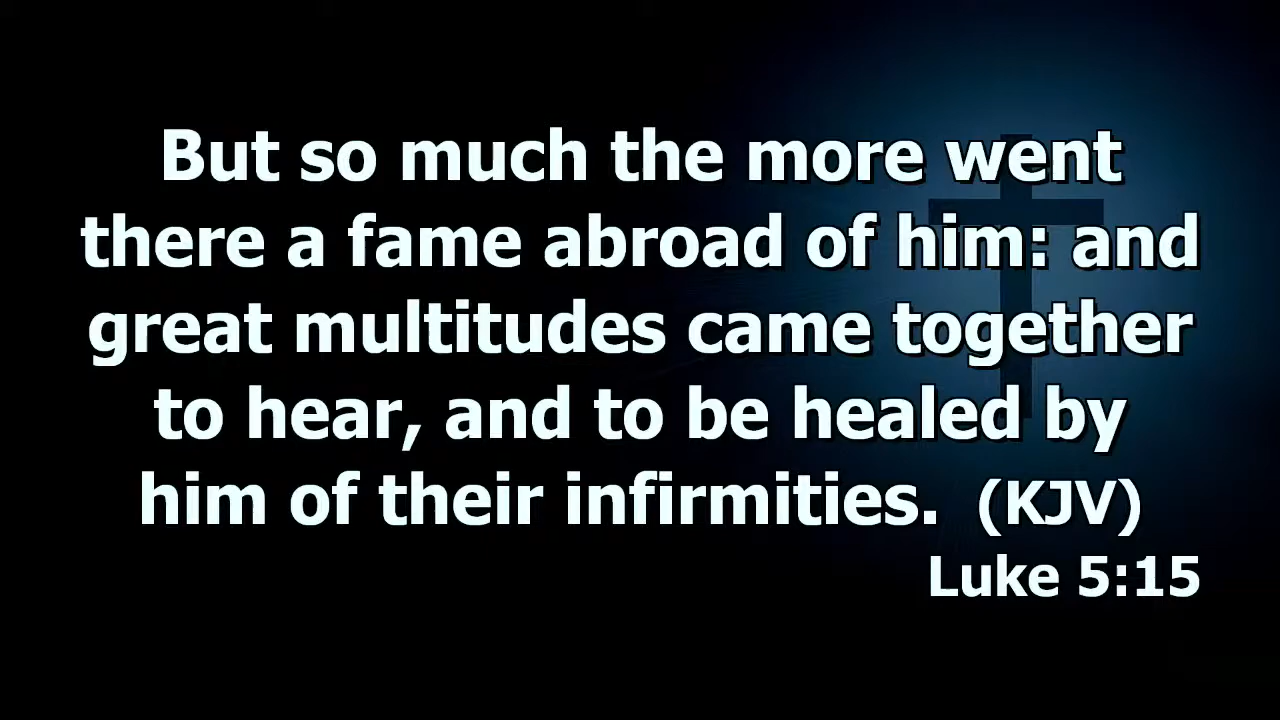 But so much the more went
there a fame abroad of him: and
great multitudes came together
to hear, and to be healed by
him of their infirmities. (KJV)
Luke 5:15